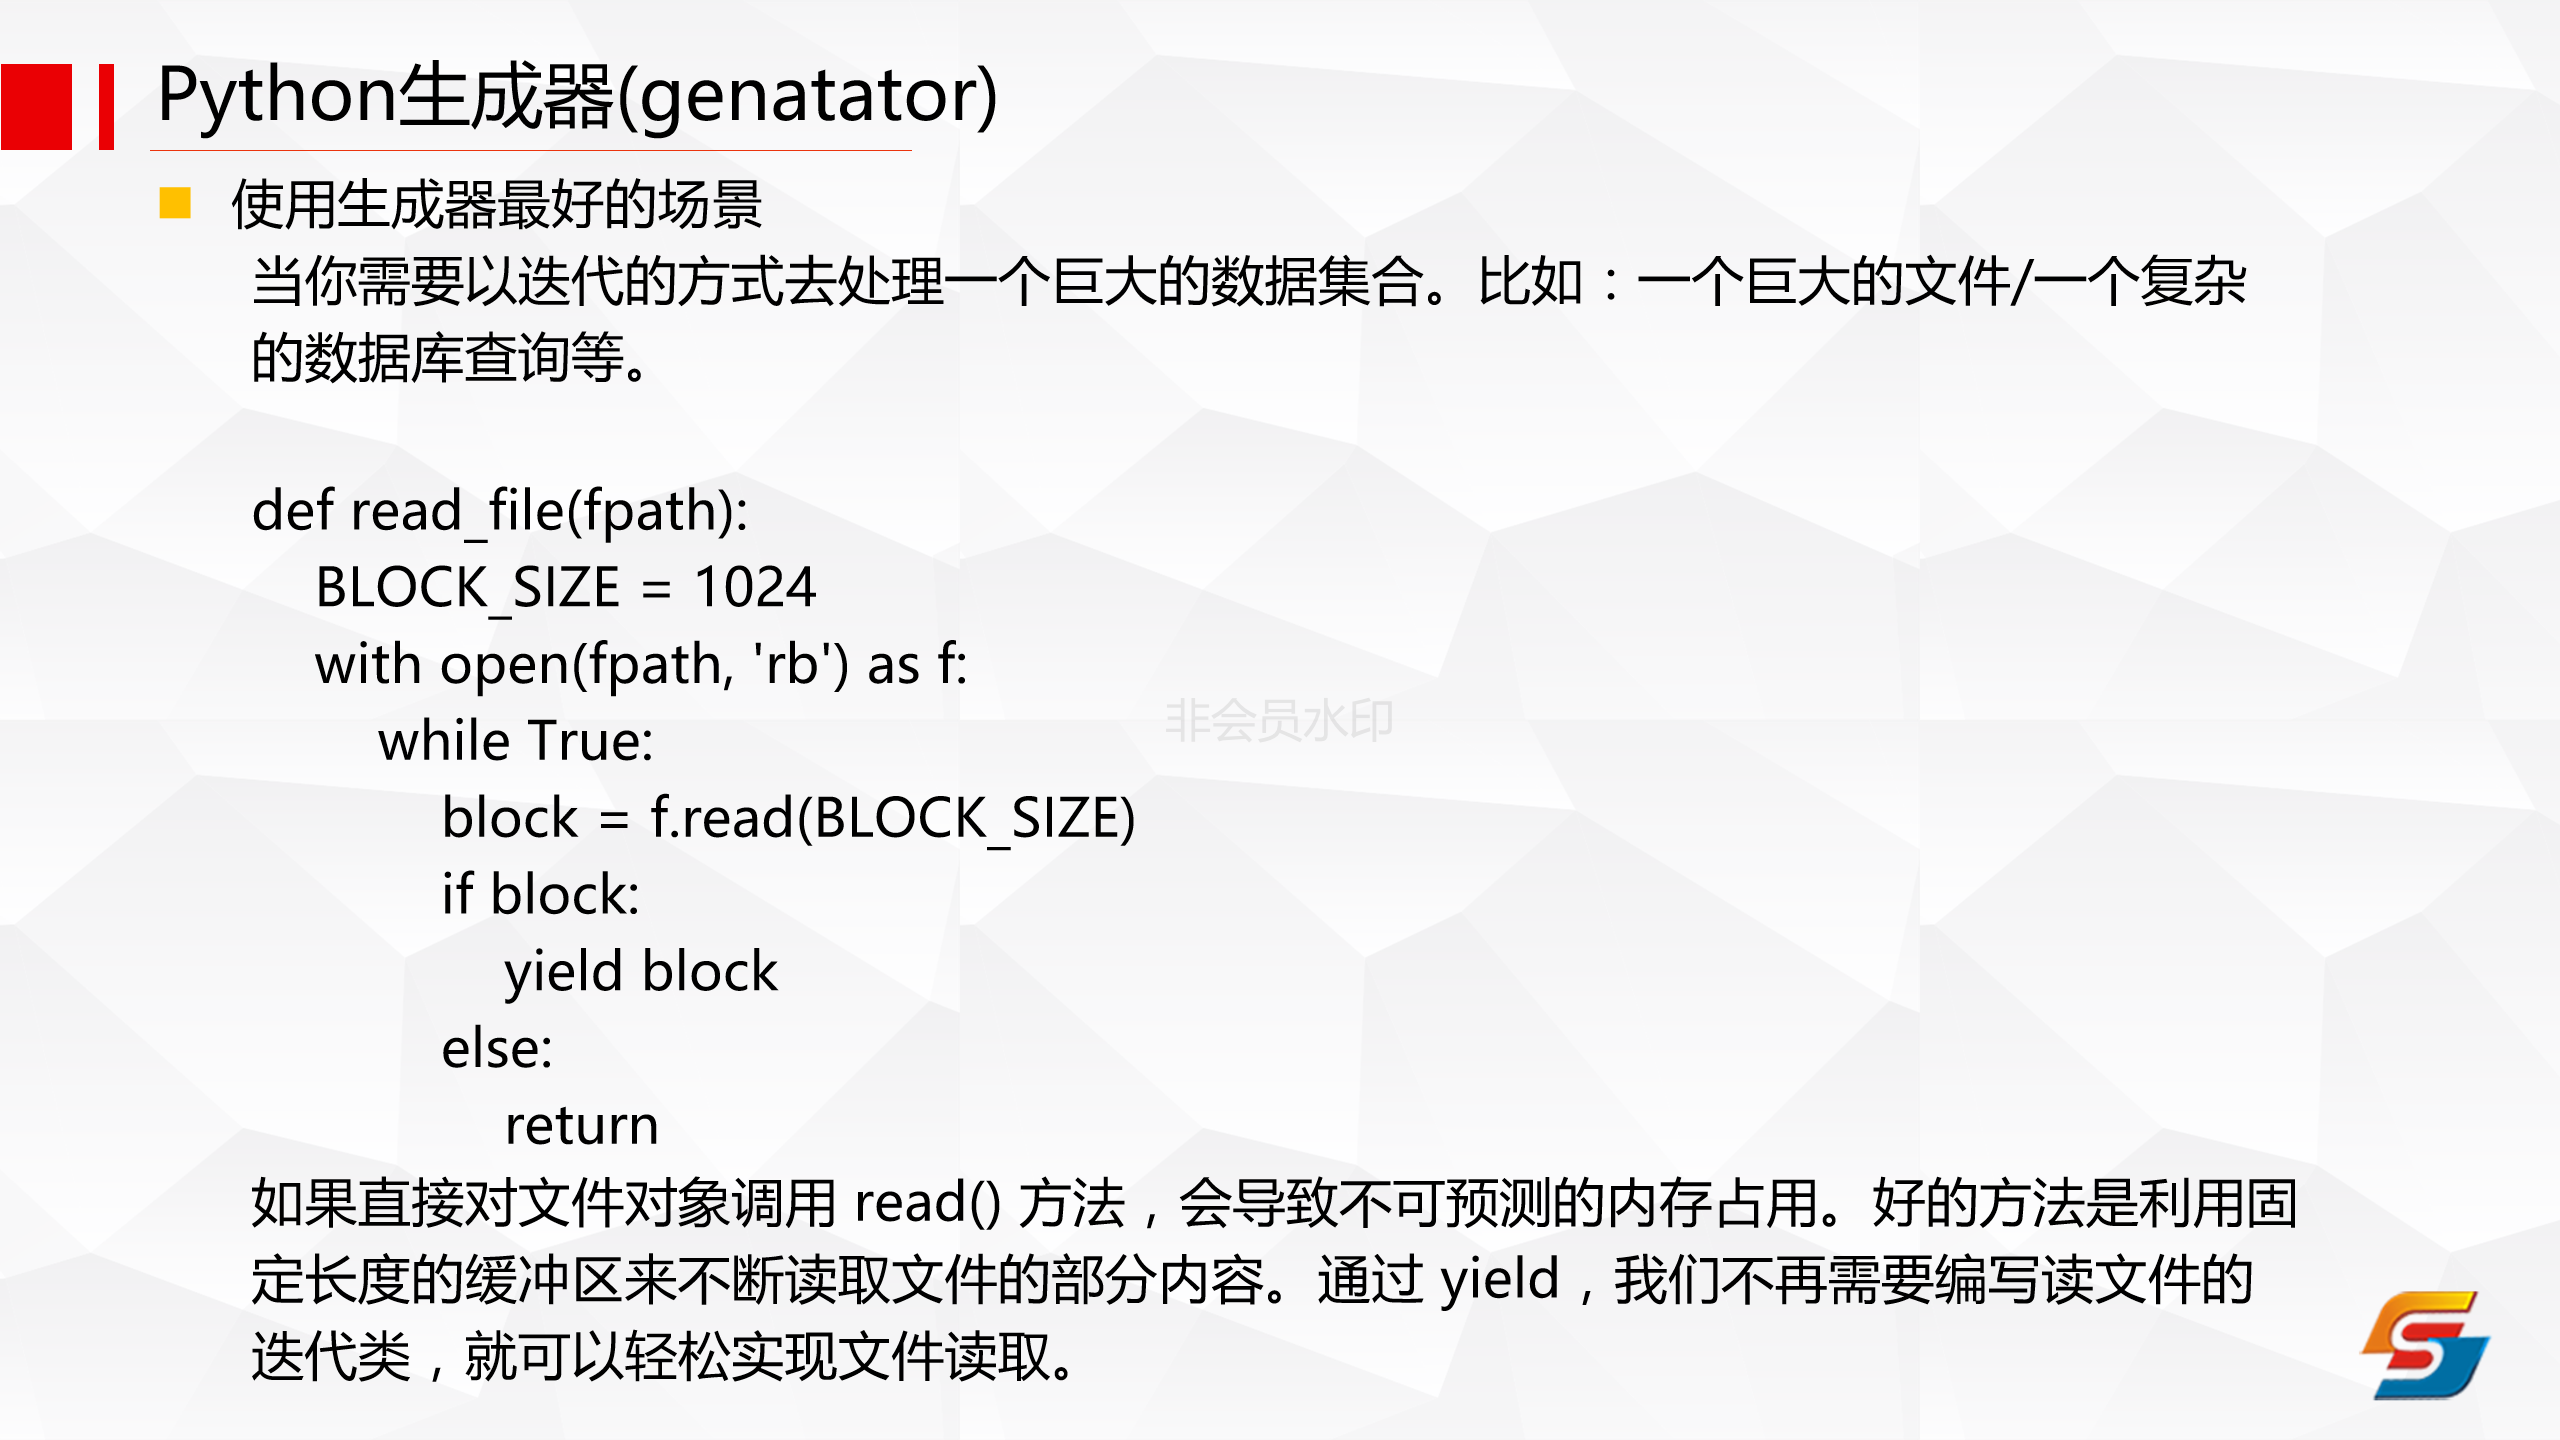 Python生成器(genatator)
使用生成器最好的场景
当你需要以迭代的方式去处理一个巨大的数据集合。比如：一个巨大的文件/一个复杂
的数据库查询等。
def read_file(fpath):
BLOCK_SIZE = 1024
with open(fpath, 'rb') as f:
while True:
block = f.read(BLOCK_SIZE)
if block:
yield block
else:
return
如果直接对文件对象调用 read() 方法，会导致不可预测的内存占用。好的方法是利用固
定长度的缓冲区来不断读取文件的部分内容。通过 yield，我们不再需要编写读文件的
迭代类，就可以轻松实现文件读取。
非会员水印